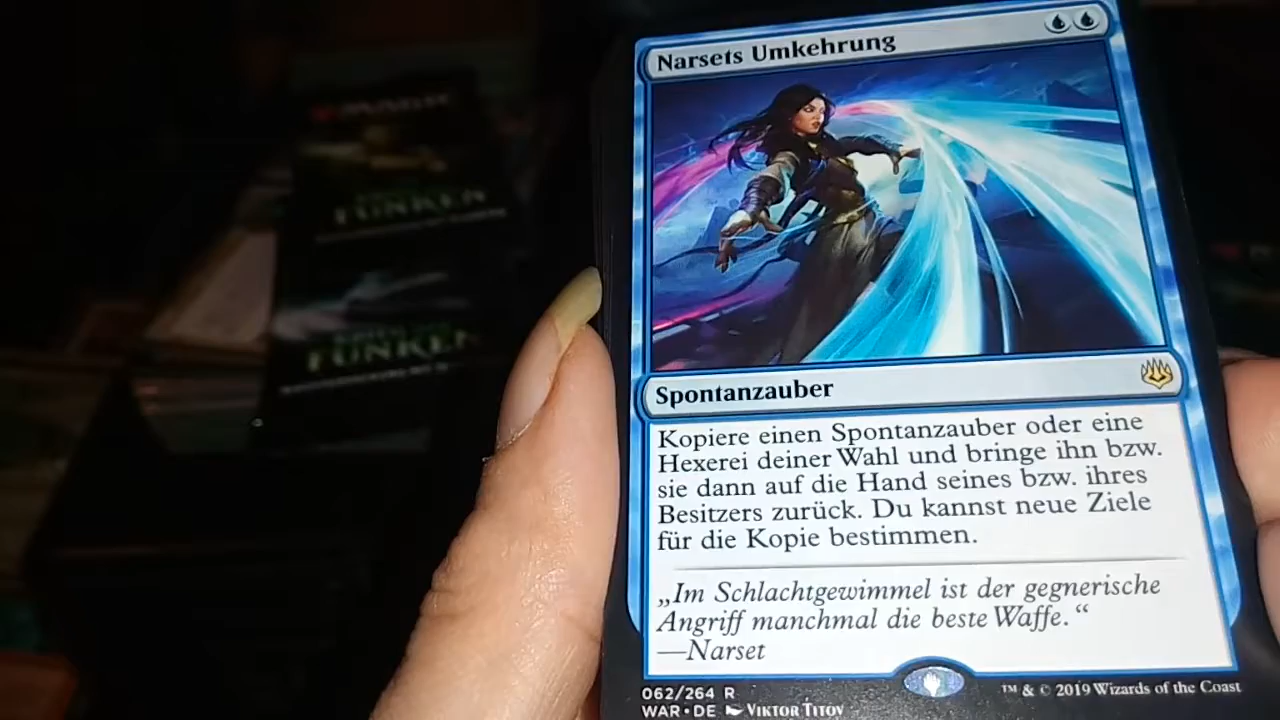 MAGIC
FUNKEN
FUNKEN
Narsets Umkehrung
Spontanzauber
Kopiere einen Spontanzauber oder eine
Hexerei deiner Wahl und bringe ihn bzw.
sie dann auf die Hand seines bzw. ihres
Besitzers zurück. Du kannst neue Ziele
für die Kopie bestimmen.
„Im Schlachtgewimmel ist der gegnerische
Angriff manchmal die beste Waffe.“
—Narset
062/264 R
WAR • DE VIKTOR TITOV
™ & © 2019 Wizards of the Coast